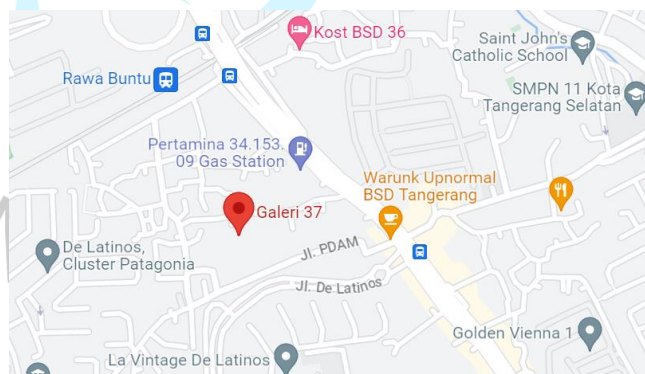 Kost BSD 36
Saint John's
Catholic School
Rawa Buntu
SMPN 11 Kota
Tangerang Selatan
Pertamina 34.153.
09 Gas Station
Warunk Upnormal
BSD Tangerang
Galeri 37
De Latinos,
Cluster Patagonia
Jl. PDAM
Jl. De Latinos
Golden Vienna 1
La Vintage De Latinos